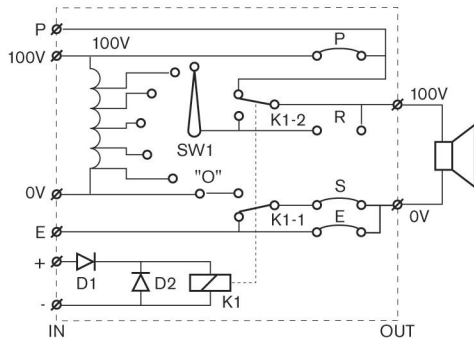 P
100V
100V
P
100V
K1-2
R
SW1
0V
"O"
S
0V
E
K1-1
E
+
D1
D2
K1
-
IN
OUT